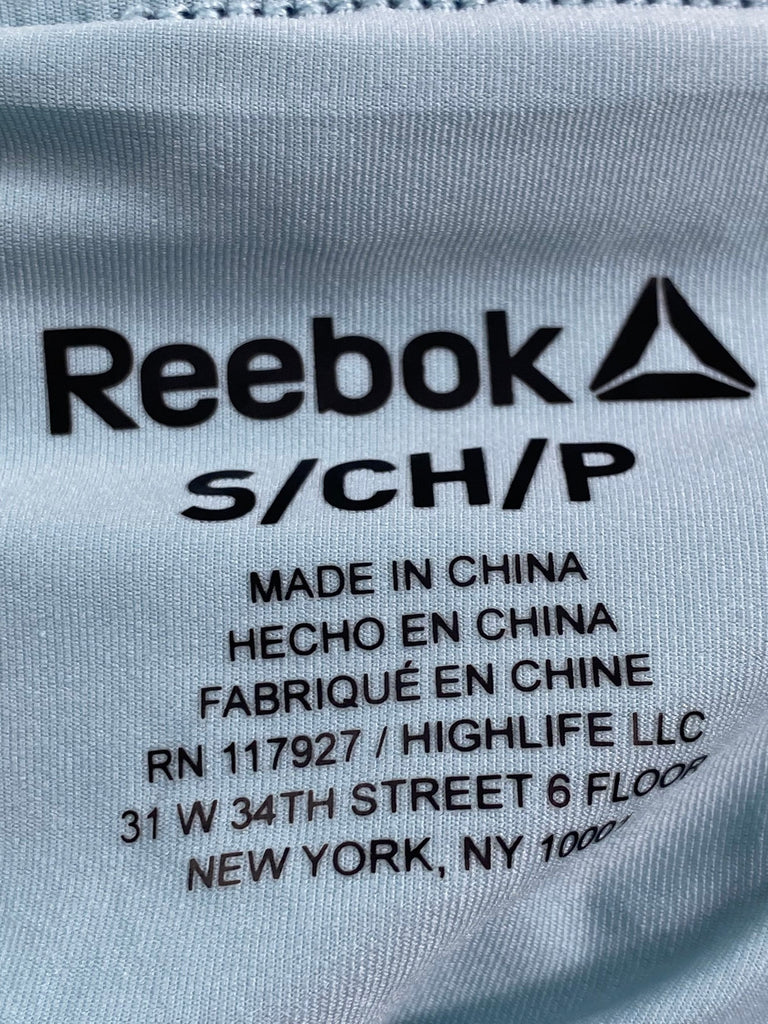 Reebok
S/CH/P
MADE IN CHINA
HECHO EN CHINA
FABRIQUÉ EN CHINE
RN 117927 / HIGHLIFE LLC
31 W 34TH STREET 6 FLOOR
NEW YORK, NY 10001